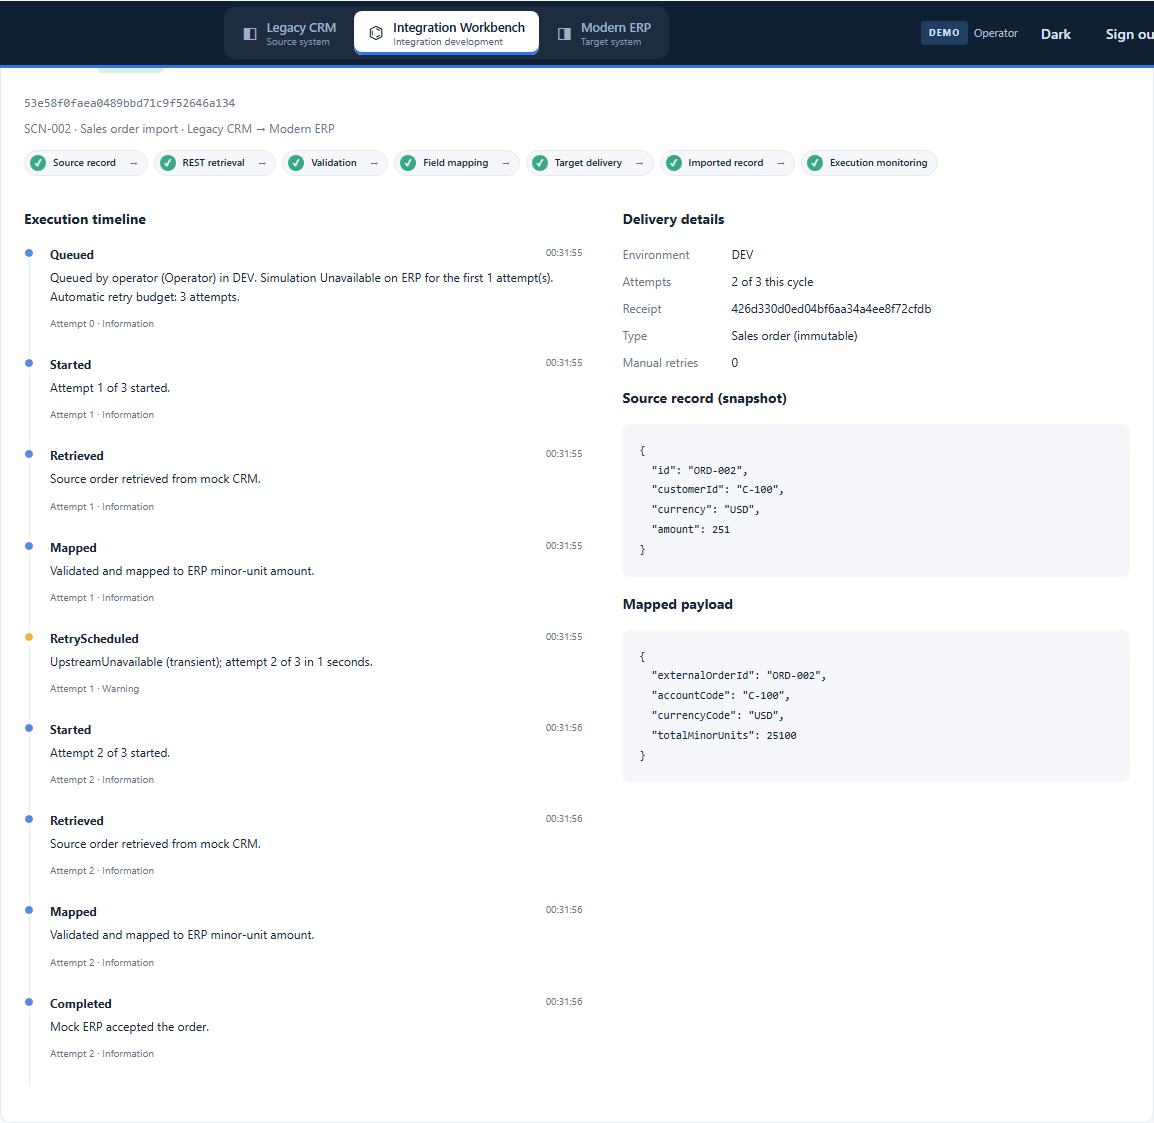 Legacy CRM
Source system
Integration Workbench
Integration development
Modern ERP
Target system
DEMO
Operator
Dark
Sign ou
53e58f0faea0489bbd71c9f52646a134
SCN-002 · Sales order import · Legacy CRM → Modern ERP
Source record →
REST retrieval →
Validation →
Field mapping →
Target delivery →
Imported record →
Execution monitoring
Execution timeline
Queued 00:31:55
Queued by operator (Operator) in DEV. Simulation Unavailable on ERP for the first 1 attempt(s).
Automatic retry budget: 3 attempts.
Attempt 0 · Information
Started 00:31:55
Attempt 1 of 3 started.
Attempt 1 · Information
Retrieved 00:31:55
Source order retrieved from mock CRM.
Attempt 1 · Information
Mapped 00:31:55
Validated and mapped to ERP minor-unit amount.
Attempt 1 · Information
RetryScheduled 00:31:55
UpstreamUnavailable (transient); attempt 2 of 3 in 1 seconds.
Attempt 1 · Warning
Started 00:31:56
Attempt 2 of 3 started.
Attempt 2 · Information
Retrieved 00:31:56
Source order retrieved from mock CRM.
Attempt 2 · Information
Mapped 00:31:56
Validated and mapped to ERP minor-unit amount.
Attempt 2 · Information
Completed 00:31:56
Mock ERP accepted the order.
Attempt 2 · Information
Delivery details
Environment DEV
Attempts 2 of 3 this cycle
Receipt 426d330d0ed04bf6aa34a4ee8f72cfdb
Type Sales order (immutable)
Manual retries 0
Source record (snapshot)
{
"id": "ORD-002",
"customerId": "C-100",
"currency": "USD",
"amount": 251
}
Mapped payload
{
"externalOrderId": "ORD-002",
"accountCode": "C-100",
"currencyCode": "USD",
"totalMinorUnits": 25100
}